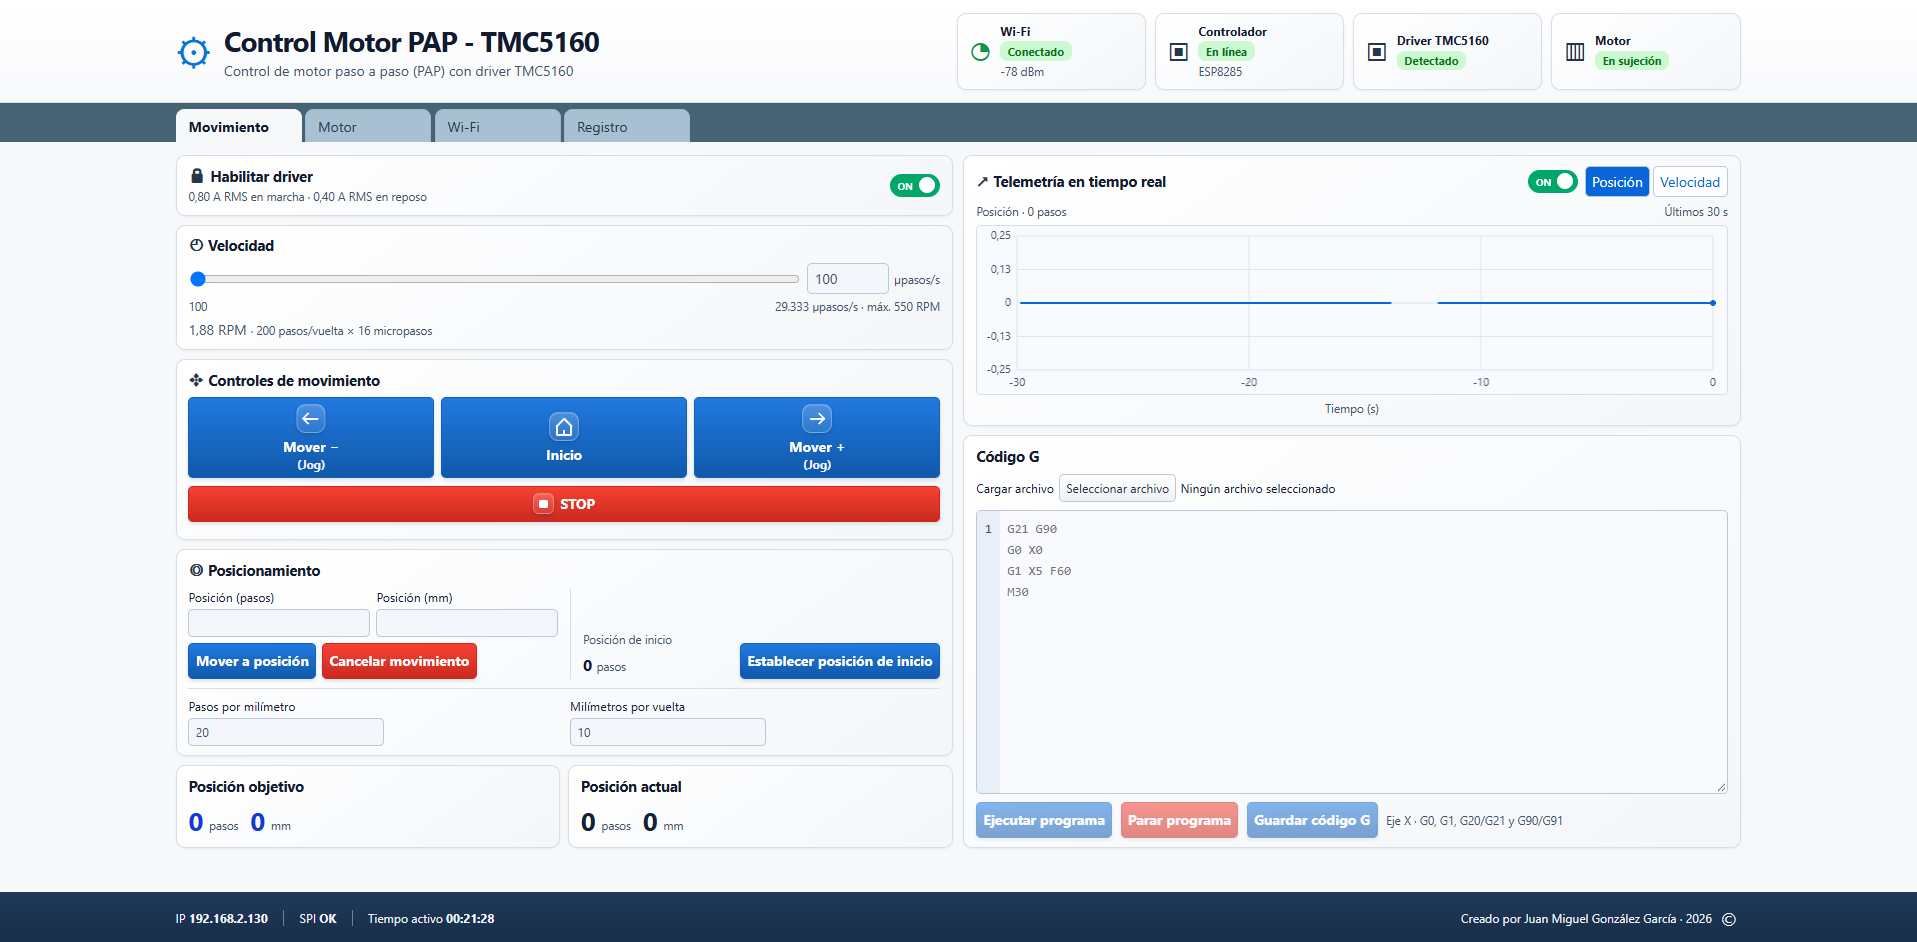 Control Motor PAP - TMC5160
Control de motor paso a paso (PAP) con driver TMC5160
Wi-Fi
Conectado
-78 dBm
Controlador
En línea
ESP8285
Driver TMC5160
Detectado
Motor
En sujeción
Movimiento
Motor
Wi-Fi
Registro
Habilitar driver
0,80 A RMS en marcha · 0,40 A RMS en reposo
ON
Velocidad
100
µpasos/s
100
29.333 µpasos/s · máx. 550 RPM
1,88 RPM · 200 pasos/vuelta × 16 micropasos
Controles de movimiento
Mover −
(Jog)
Inicio
Mover +
(Jog)
STOP
Posicionamiento
Posición (pasos)
Posición (mm)
Mover a posición
Cancelar movimiento
Posición de inicio
0 pasos
Establecer posición de inicio
Pasos por milímetro
20
Milímetros por vuelta
10
Posición objetivo
0 pasos 0 mm
Posición actual
0 pasos 0 mm
Telemetría en tiempo real
ON
Posición
Velocidad
Posición · 0 pasos
Últimos 30 s
0,25
0,13
0
-0,13
-0,25
-30
-20
-10
0
Tiempo (s)
Código G
Cargar archivo
Seleccionar archivo
Ningún archivo seleccionado
1
G21 G90
G0 X0
G1 X5 F60
M30
Ejecutar programa
Parar programa
Guardar código G
Eje X · G0, G1, G20/G21 y G90/G91
IP 192.168.2.130
SPI OK
Tiempo activo 00:21:28
Creado por Juan Miguel González García · 2026 ©